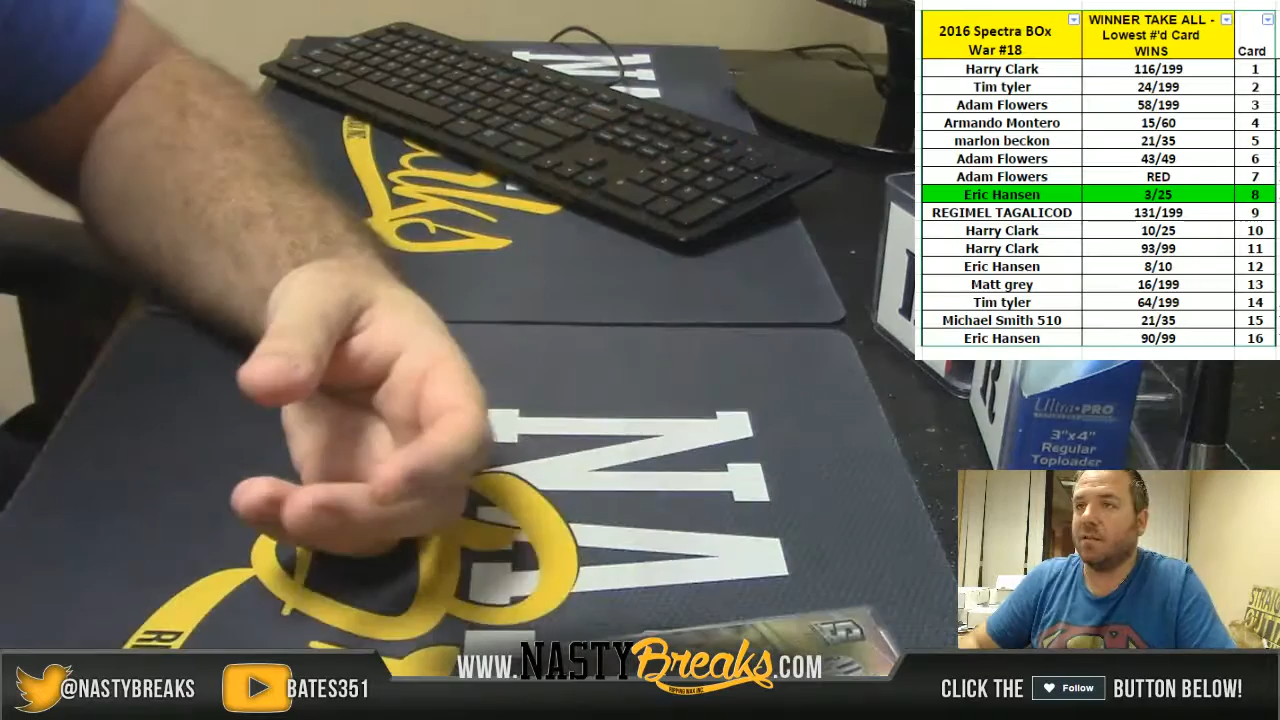 2016 Spectra BOx War #18
WINNER TAKE ALL - Lowest #'d Card WINS
Card
Harry Clark 116/199 1
Tim tyler 24/199 2
Adam Flowers 58/199 3
Armando Montero 15/60 4
marlon beckon 21/35 5
Adam Flowers 43/49 6
Adam Flowers RED 7
Eric Hansen 3/25 8
REGIMEL TAGALICOD 131/199 9
Harry Clark 10/25 10
Harry Clark 93/99 11
Eric Hansen 8/10 12
Matt grey 16/199 13
Tim tyler 64/199 14
Michael Smith 510 21/35 15
Eric Hansen 90/99 16
Ultra·PRO
3"x4"
Regular
Toploader
NA
@NASTYBREAKS
BATES351
WWW.NASTYBreaks.COM
RIPPING WAX INC.
CLICK THE Follow BUTTON BELOW!